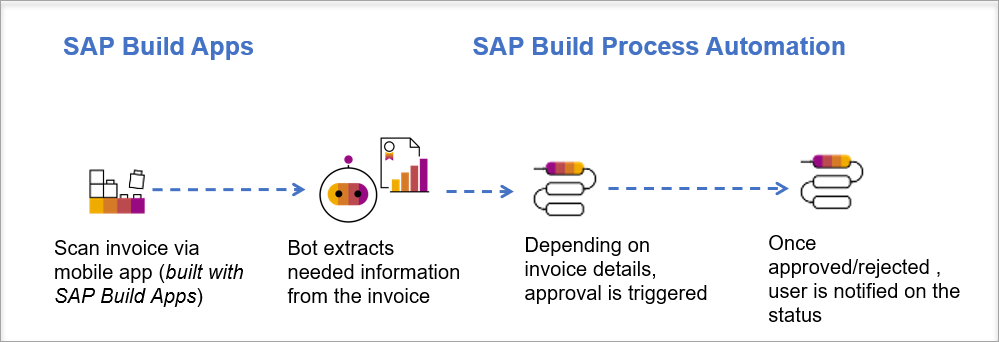 SAP Build Apps
SAP Build Process Automation
Scan invoice via
mobile app (built with
SAP Build Apps)
Bot extracts
needed information
from the invoice
Depending on
invoice details,
approval is triggered
Once
approved/rejected ,
user is notified on the
status